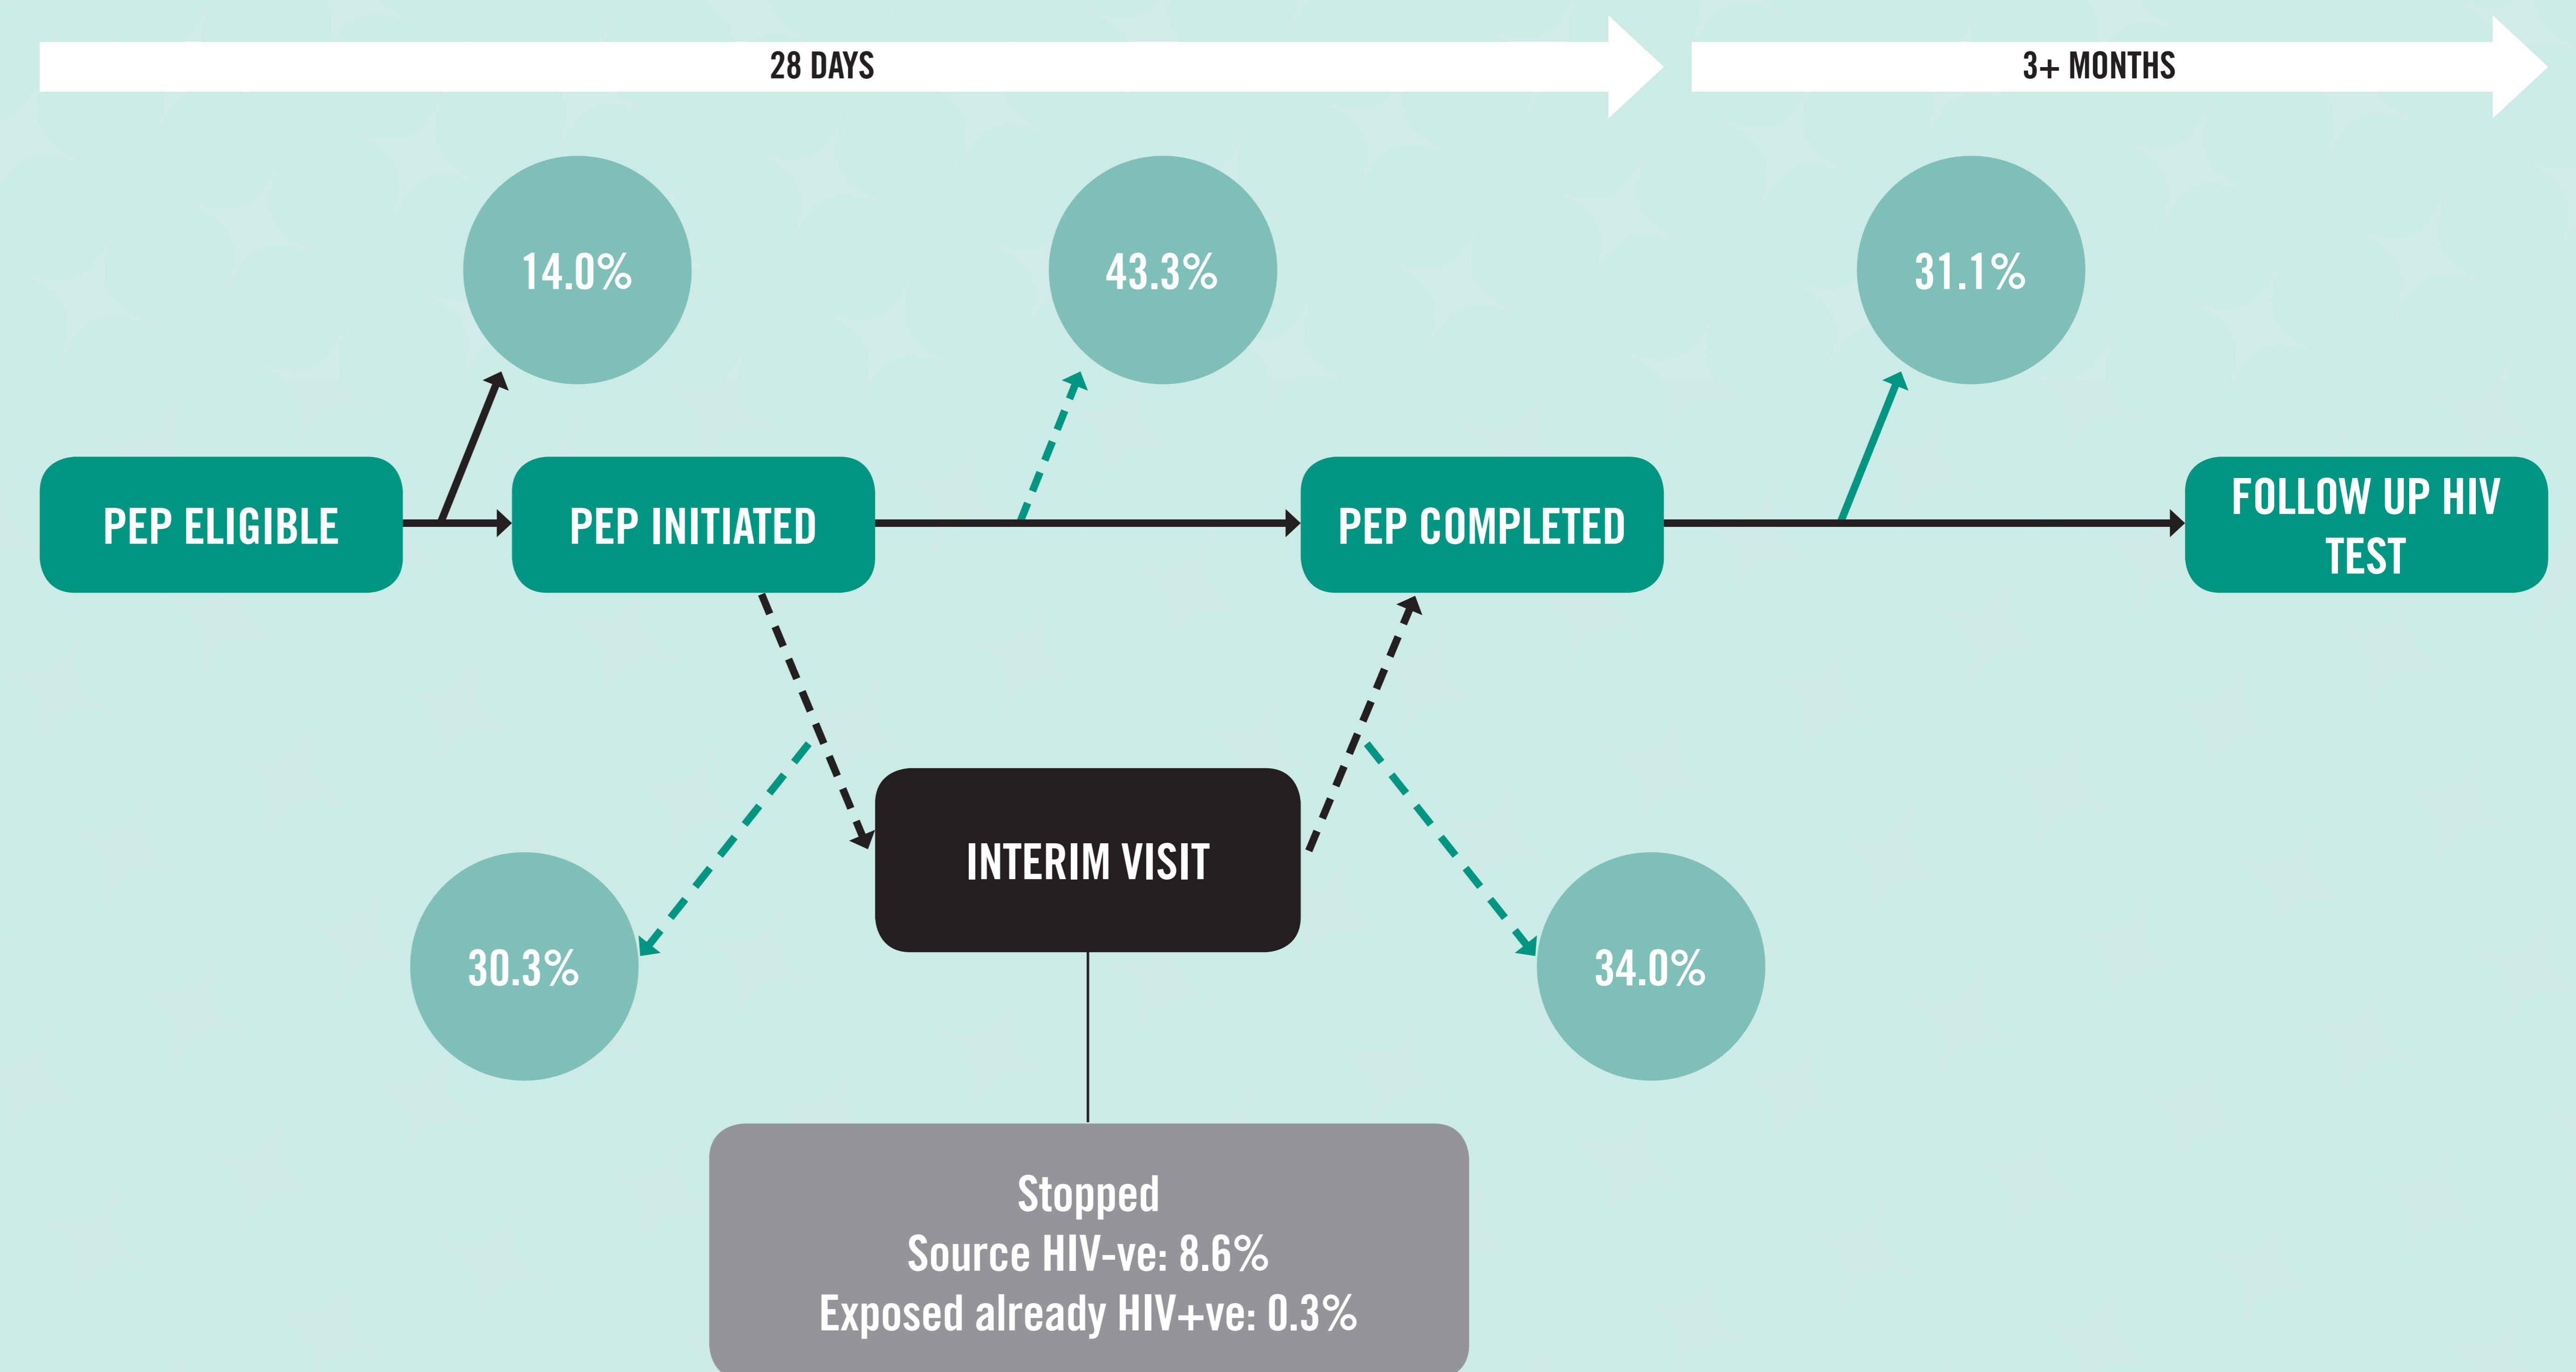 28 DAYS
3+ MONTHS
14.0%
43.3%
31.1%
PEP ELIGIBLE
PEP INITIATED
PEP COMPLETED
FOLLOW UP HIV
TEST
INTERIM VISIT
30.3%
34.0%
Stopped
Source HIV-ve: 8.6%
Exposed already HIV+ve: 0.3%